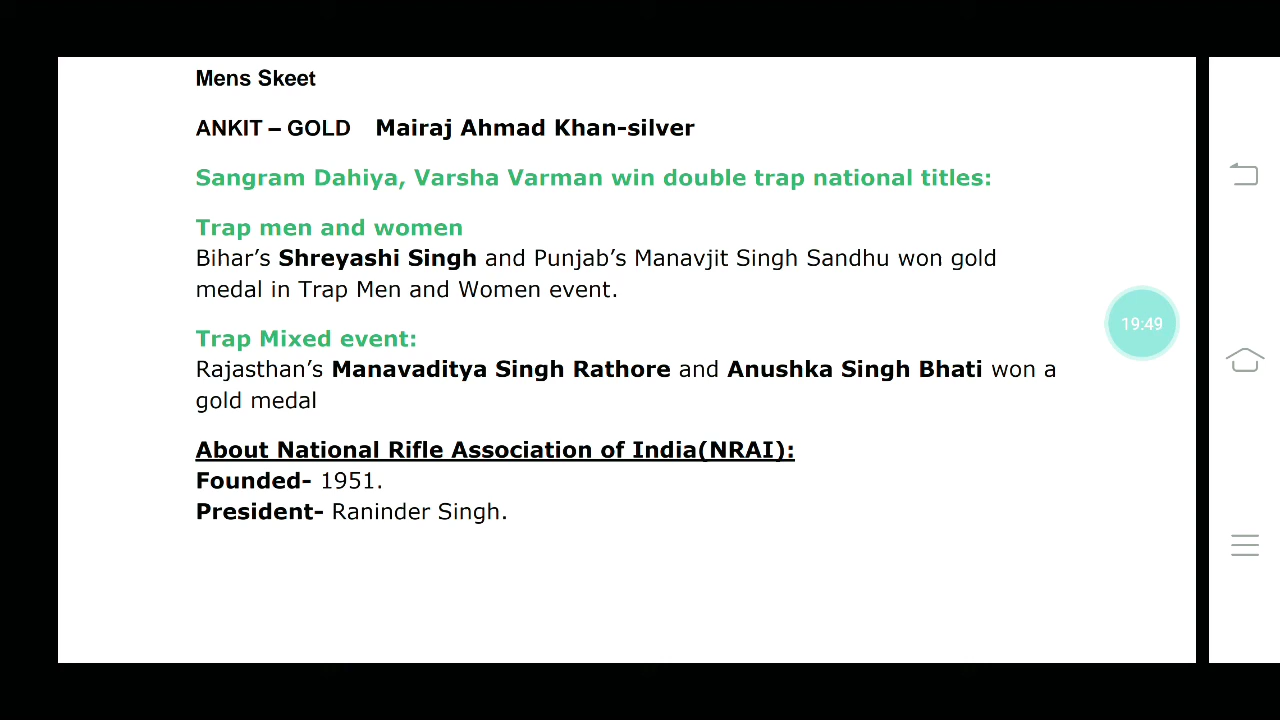 Mens Skeet
ANKIT – GOLD Mairaj Ahmad Khan-silver
Sangram Dahiya, Varsha Varman win double trap national titles:
Trap men and women
Bihar’s Shreyashi Singh and Punjab’s Manavjit Singh Sandhu won gold
medal in Trap Men and Women event.
Trap Mixed event:
Rajasthan’s Manavaditya Singh Rathore and Anushka Singh Bhati won a
gold medal
About National Rifle Association of India(NRAI):
Founded- 1951.
President- Raninder Singh.
19:49